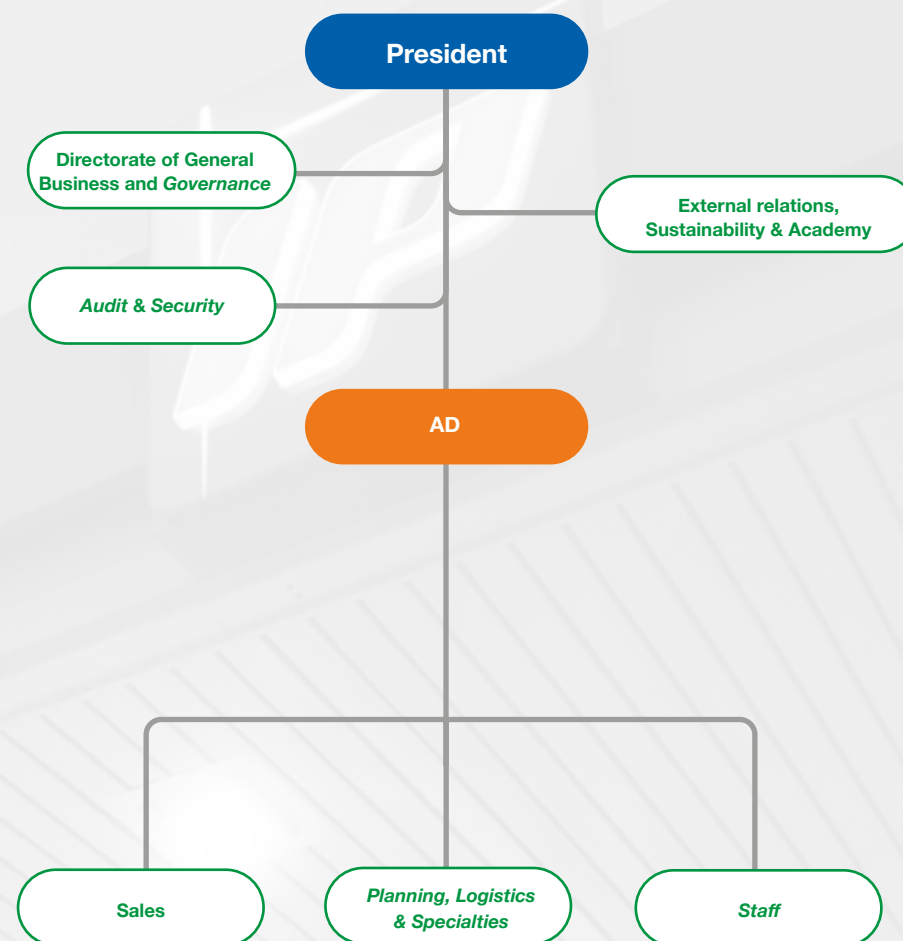 President
Directorate of General
Business and Governance
External relations,
Sustainability & Academy
Audit & Security
AD
Sales
Planning, Logistics
& Specialties
Staff